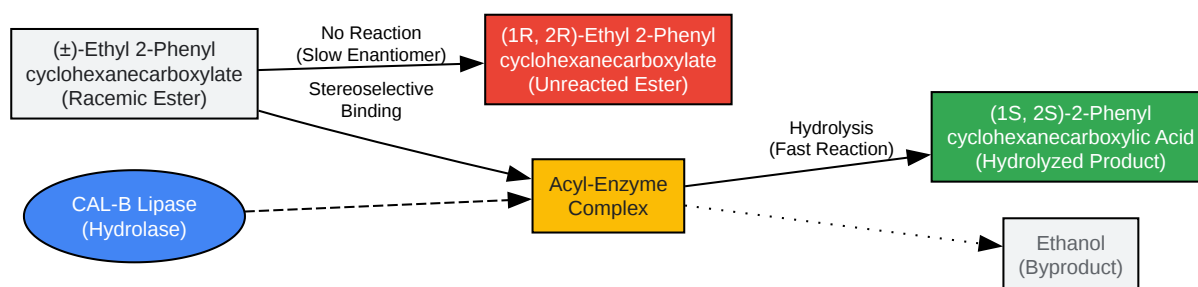 (±)-Ethyl 2-Phenyl
cyclohexanecarboxylate
(Racemic Ester)
No Reaction
(Slow Enantiomer)
(1R, 2R)-Ethyl 2-Phenyl
cyclohexanecarboxylate
(Unreacted Ester)
Stereoselective
Binding
CAL-B Lipase
(Hydrolase)
Acyl-Enzyme
Complex
Hydrolysis
(Fast Reaction)
(1S, 2S)-2-Phenyl
cyclohexanecarboxylic Acid
(Hydrolyzed Product)
Ethanol
(Byproduct)